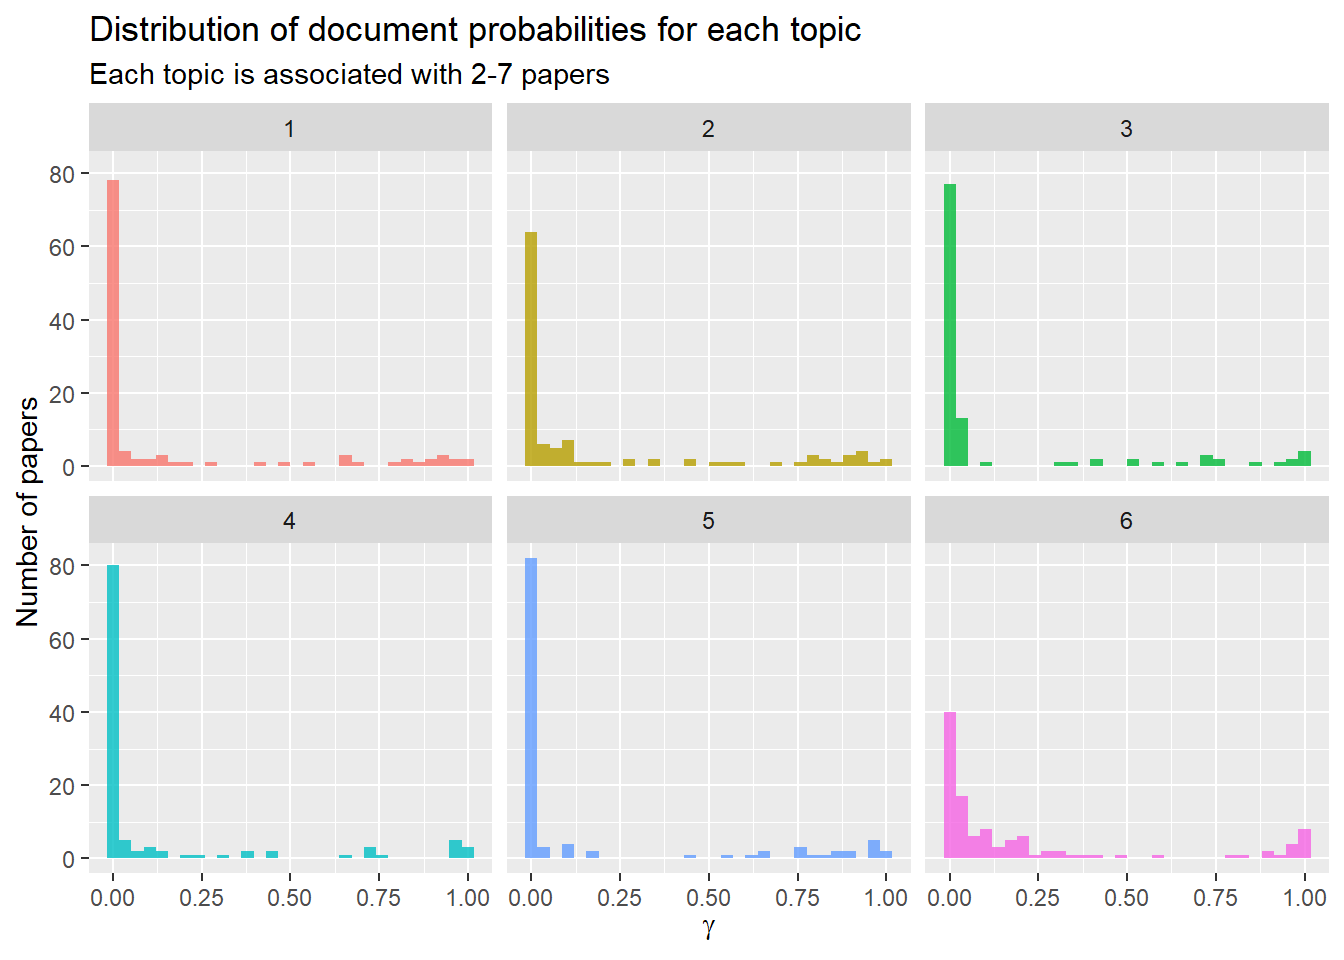 Distribution of document probabilities for each topic
Each topic is associated with 2-7 papers
1 2 3
80
60
40
20
0
Number of papers
4 5 6
80
60
40
20
0
0.00 0.25 0.50 0.75 1.00 0.00 0.25 0.50 0.75 1.00 0.00 0.25 0.50 0.75 1.00
γ